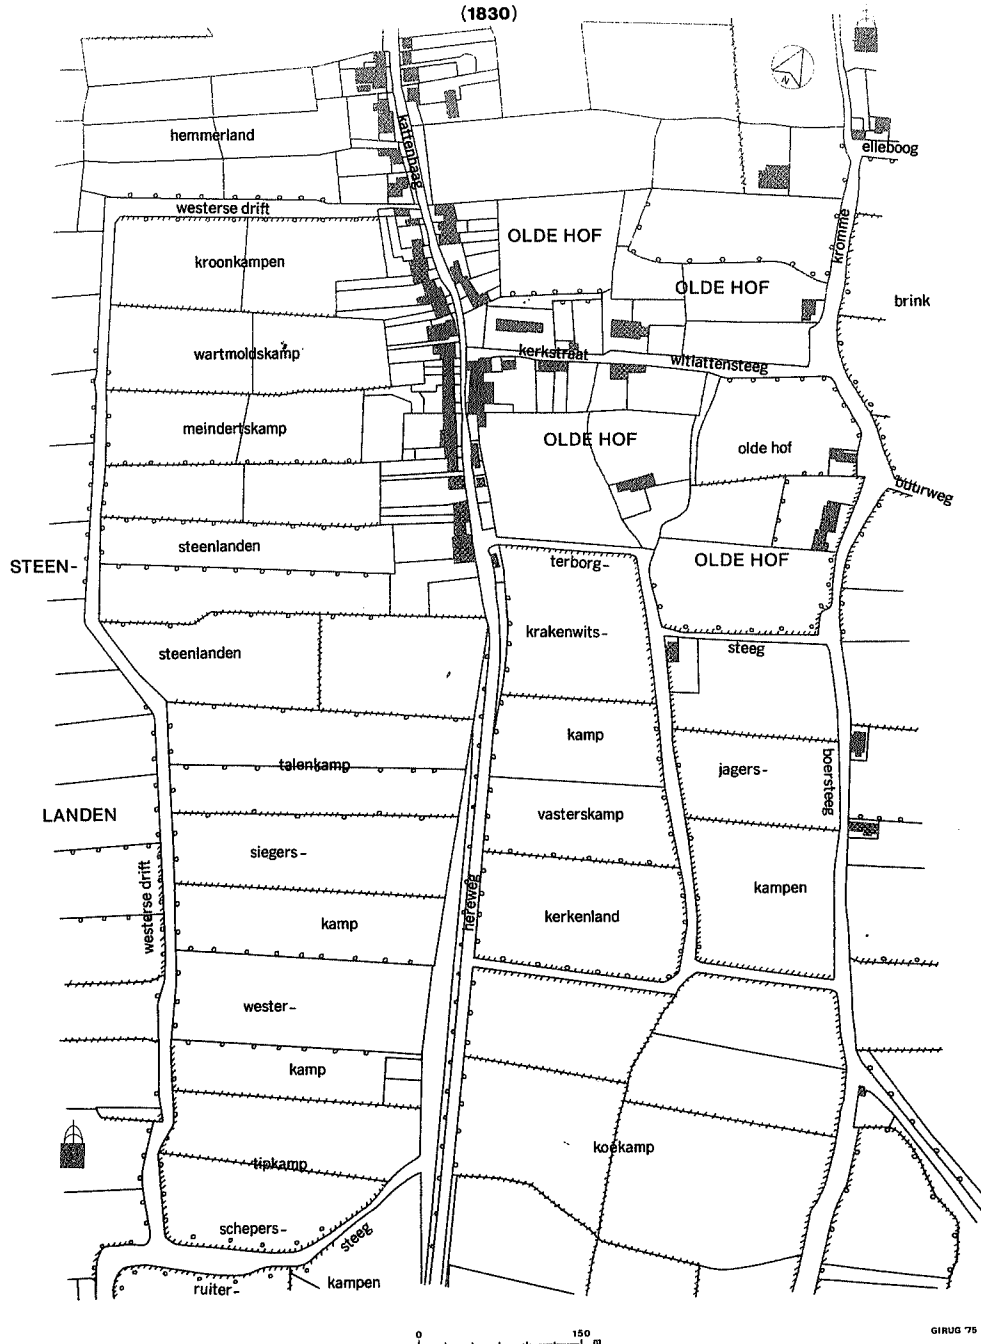 (1830)
N
kattenhaag
hemmerland
elleboog
westerse drift
OLDE HOF
kromme
kroonkampen
OLDE HOF
brink
wartmoldskamp
kerkstraat
witlattensteeg
meindertskamp
OLDE HOF
olde hof
buurweg
steenlanden
STEEN-
terborg-
OLDE HOF
krakenwits-
steeg
steenlanden
kamp
talenkamp
jagers-
boersteeg
LANDEN
vasterskamp
siegers-
westerse drift
hereweg
kampen
kamp
kerkenland
wester-
kamp
koekamp
tipkamp
schepers-
steeg
ruiter-
kampen
0 150 m
GIRUG '75